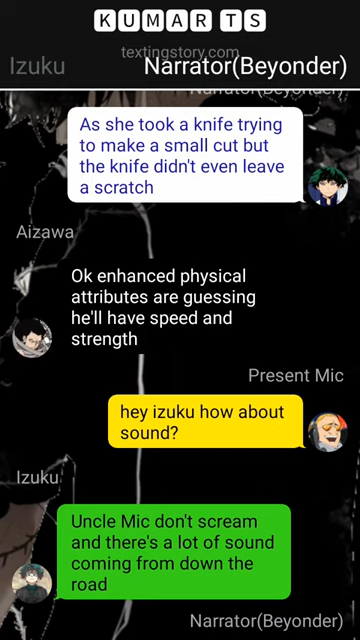 KUMAR TS
textingstory.com
Izuku
Narrator(Beyonder)
Narrator(Beyonder)
As she took a knife trying
to make a small cut but
the knife didn't even leave
a scratch
Aizawa
Ok enhanced physical
attributes are guessing
he'll have speed and
strength
Present Mic
hey izuku how about
sound?
Izuku
Uncle Mic don't scream
and there's a lot of sound
coming from down the
road
Narrator(Beyonder)